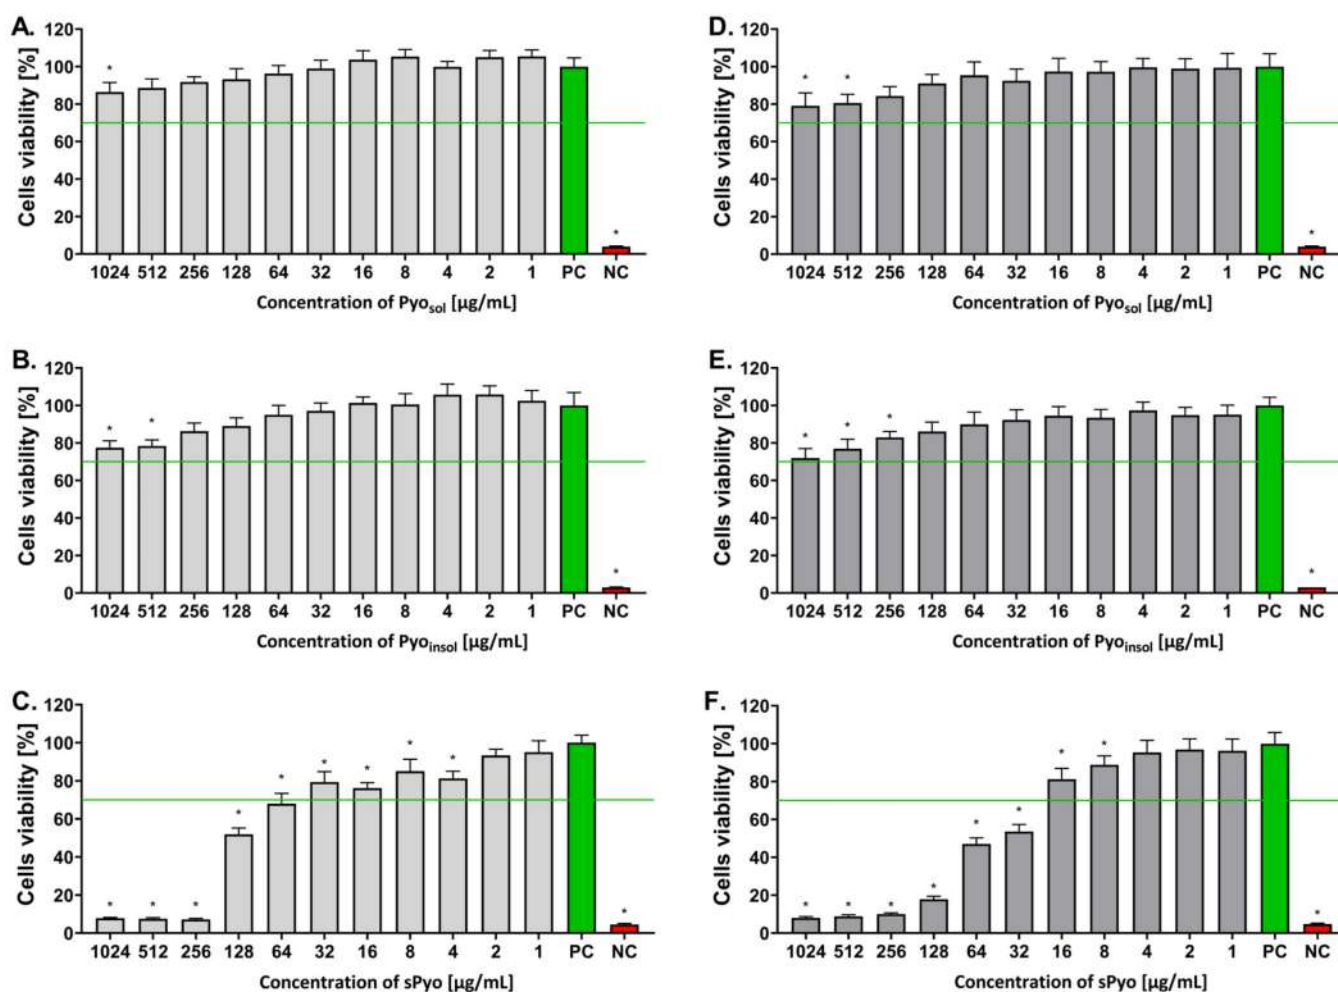 A.
Cells viability [%]
120
100
80
60
40
20
0
*
*
1024 512 256 128 64 32 16 8 4 2 1 PC NC
Concentration of Pyosol [µg/mL]
D.
Cells viability [%]
120
100
80
60
40
20
0
* *
*
1024 512 256 128 64 32 16 8 4 2 1 PC NC
Concentration of Pyosol [µg/mL]
B.
Cells viability [%]
120
100
80
60
40
20
0
* *
*
1024 512 256 128 64 32 16 8 4 2 1 PC NC
Concentration of Pyoinsol [µg/mL]
E.
Cells viability [%]
120
100
80
60
40
20
0
* * *
*
1024 512 256 128 64 32 16 8 4 2 1 PC NC
Concentration of Pyoinsol [µg/mL]
C.
Cells viability [%]
120
100
80
60
40
20
0
* * * * * * * * *
*
1024 512 256 128 64 32 16 8 4 2 1 PC NC
Concentration of sPyo [µg/mL]
F.
Cells viability [%]
120
100
80
60
40
20
0
* * * * * * * *
*
1024 512 256 128 64 32 16 8 4 2 1 PC NC
Concentration of sPyo [µg/mL]